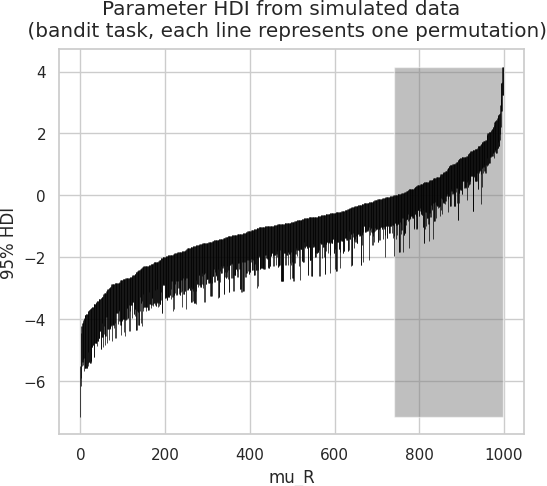 Parameter HDI from simulated data
(bandit task, each line represents one permutation)
4
2
0
−2
−4
−6
95% HDI
0 200 400 600 800 1000
mu_R